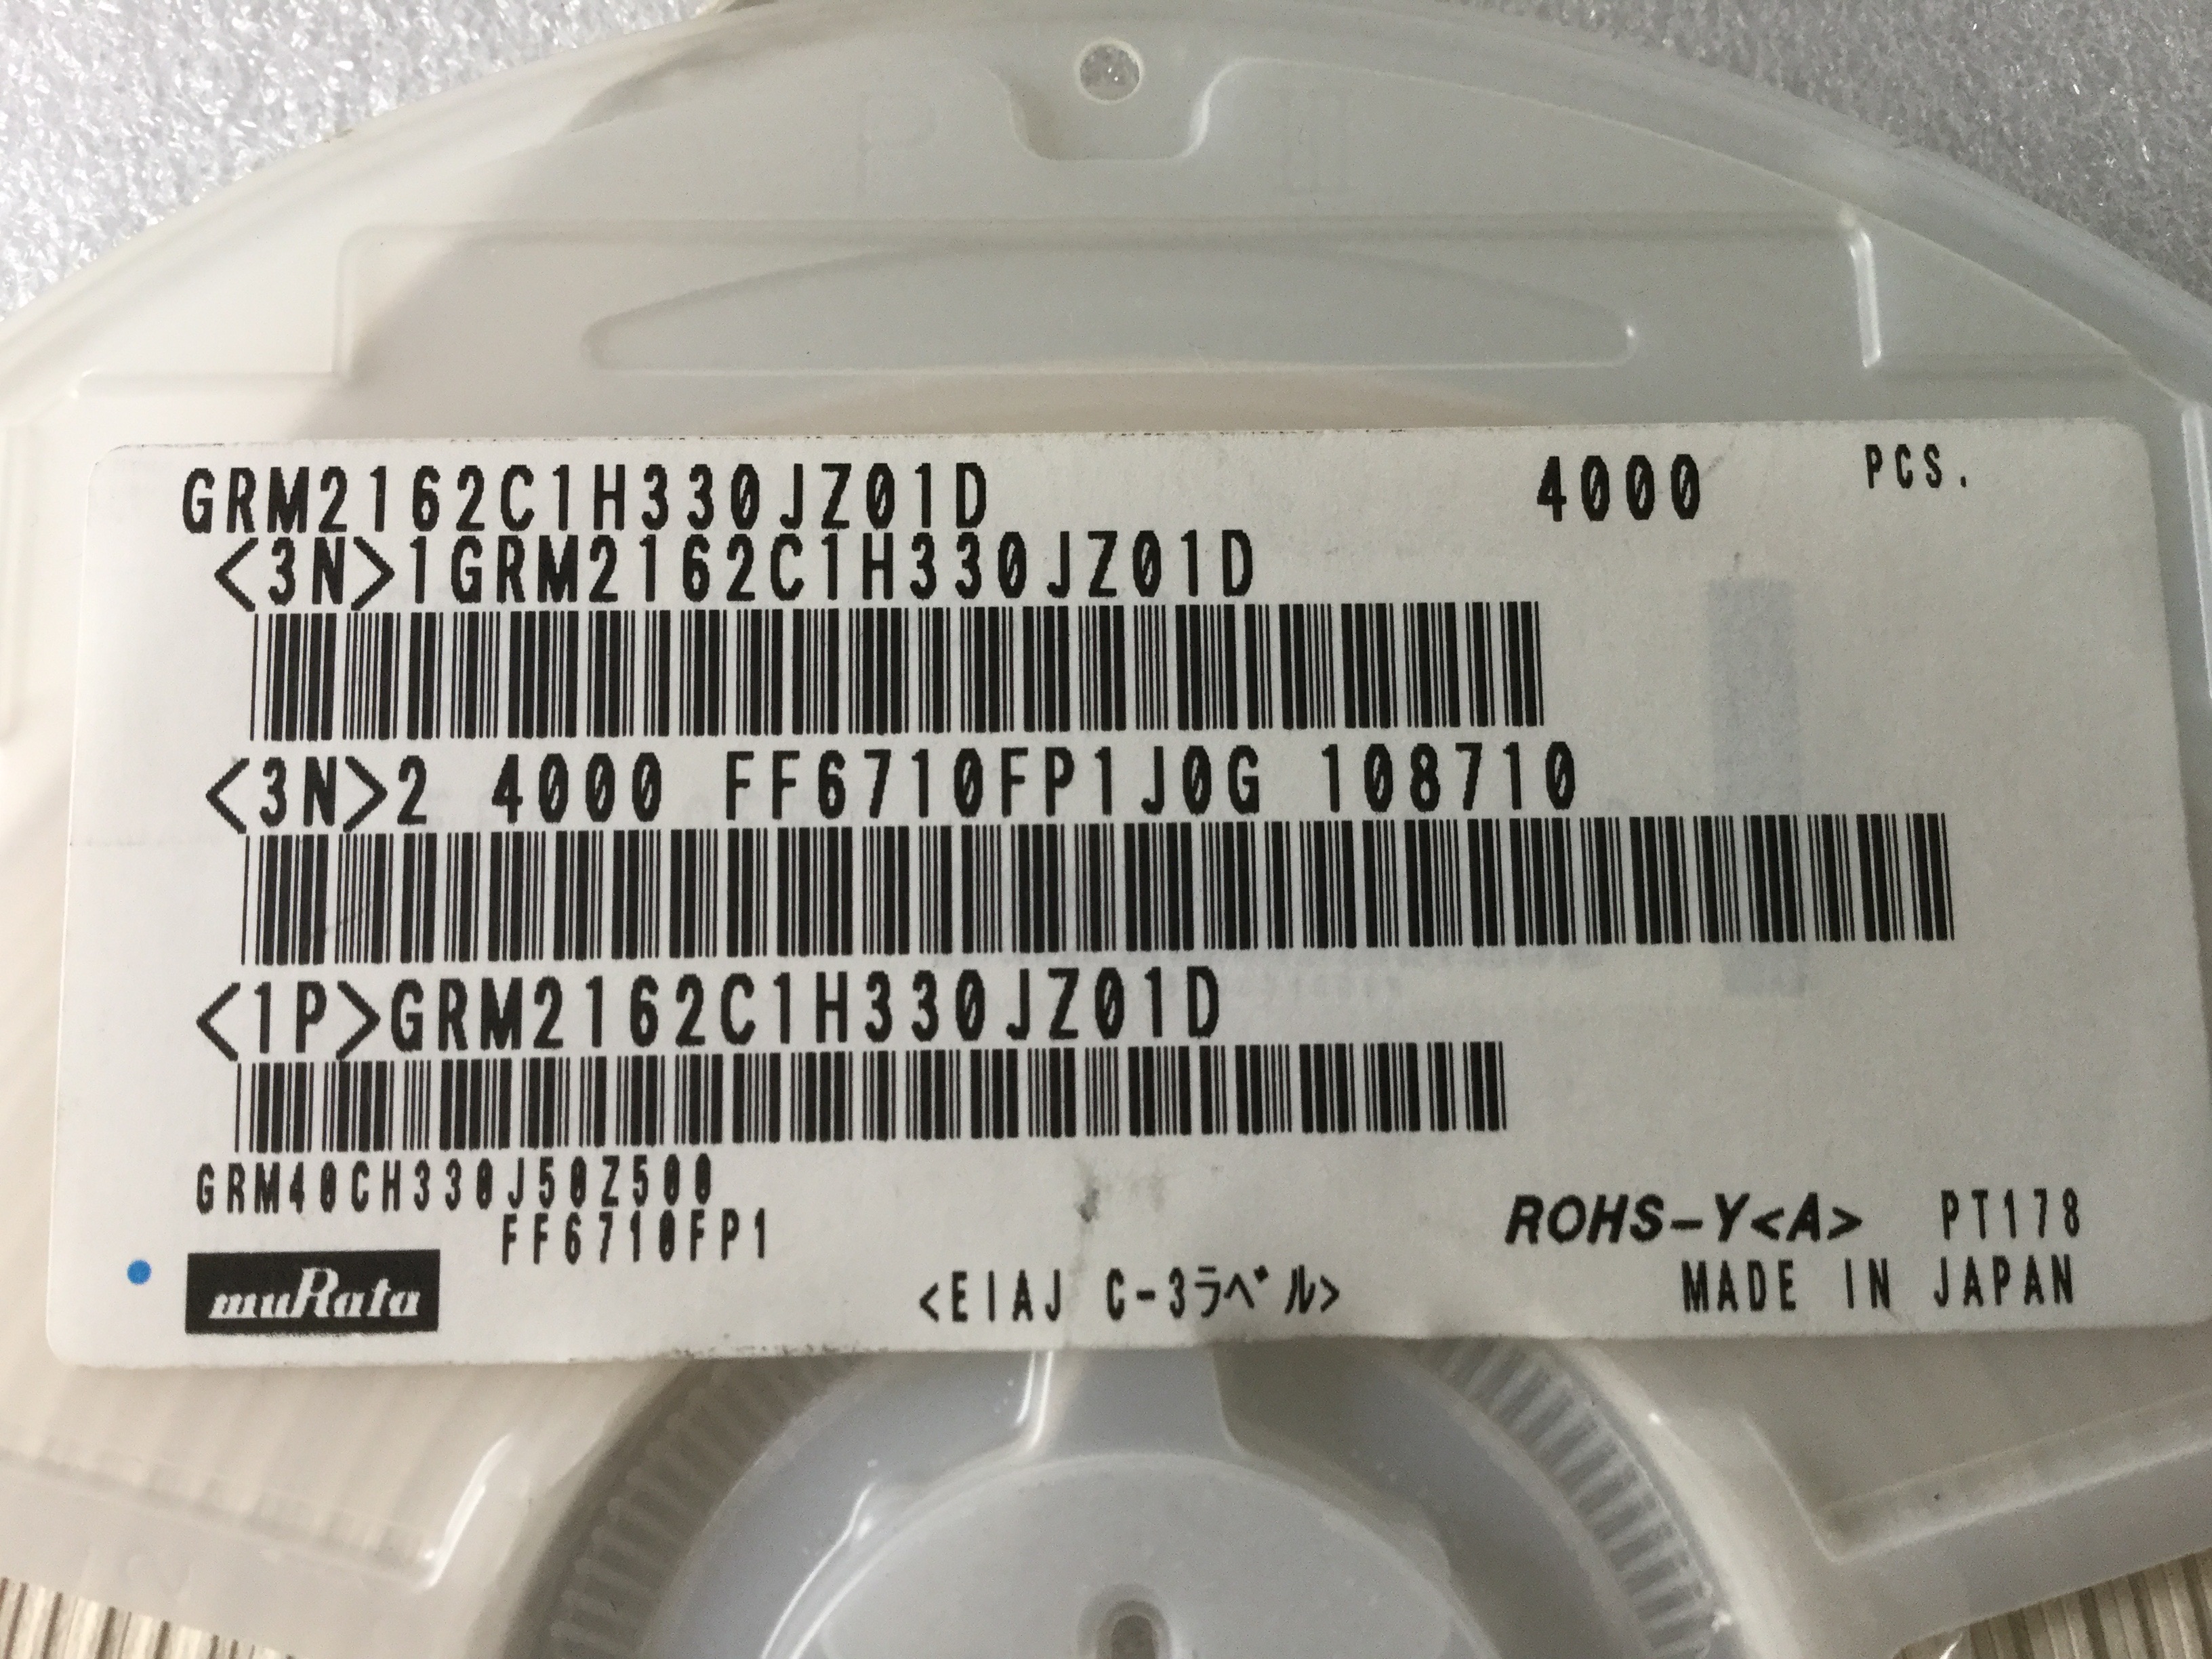 GRM2162C1H330JZ01D 4000 PCS.
<3N>1GRM2162C1H330JZ01D
<3N>2 4000 FF6710FP1J0G 108710
<1P>GRM2162C1H330JZ01D
GRM40CH330J50Z500
FF6710FP1
ROHS-Y<A> PT178
muRata
<EIAJ C-3ラベル>
MADE IN JAPAN